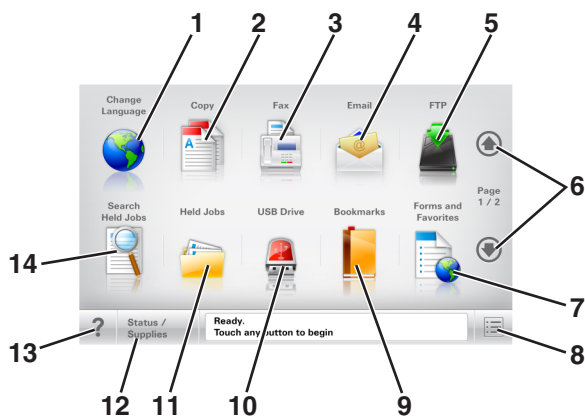 1
2
3
4
5
Change
Language
Copy
Fax
Email
FTP
A
@
6
Page
1 / 2
Search
Held Jobs
Held Jobs
USB Drive
Bookmarks
Forms and
Favorites
14
7
?
Status /
Supplies
Ready.
Touch any button to begin
13
12
11
10
9
8